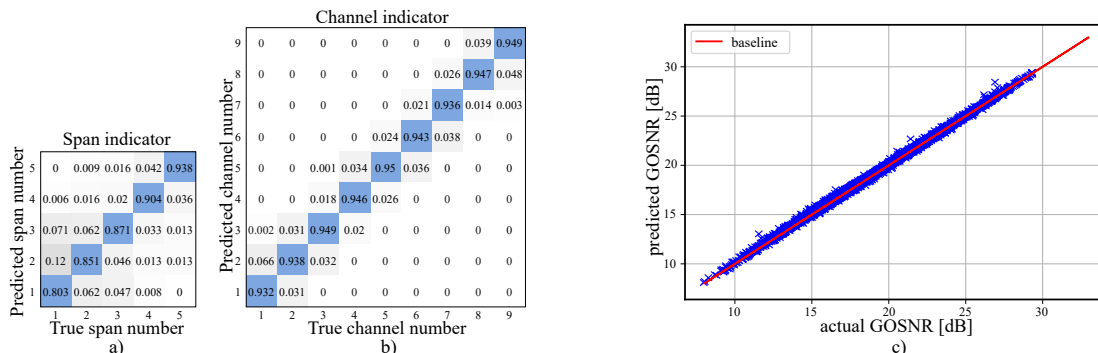 Span indicator
Predicted span number
5 0 0.009 0.016 0.042 0.938
4 0.006 0.016 0.02 0.904 0.036
3 0.071 0.062 0.871 0.033 0.013
2 0.12 0.851 0.046 0.013 0.013
1 0.803 0.062 0.047 0.008 0
1 2 3 4 5
True span number
a)
Channel indicator
Predicted channel number
9 0 0 0 0 0 0 0 0.039 0.949
8 0 0 0 0 0 0 0.026 0.947 0.048
7 0 0 0 0 0 0.021 0.936 0.014 0.003
6 0 0 0 0 0.024 0.943 0.038 0 0
5 0 0 0.001 0.034 0.95 0.036 0 0 0
4 0 0 0.018 0.946 0.026 0 0 0 0
3 0.002 0.031 0.949 0.02 0 0 0 0 0
2 0.066 0.938 0.032 0 0 0 0 0 0
1 0.932 0.031 0 0 0 0 0 0 0
1 2 3 4 5 6 7 8 9
True channel number
b)
baseline
predicted GOSNR [dB]
30
25
20
15
10
10 15 20 25 30
actual GOSNR [dB]
c)